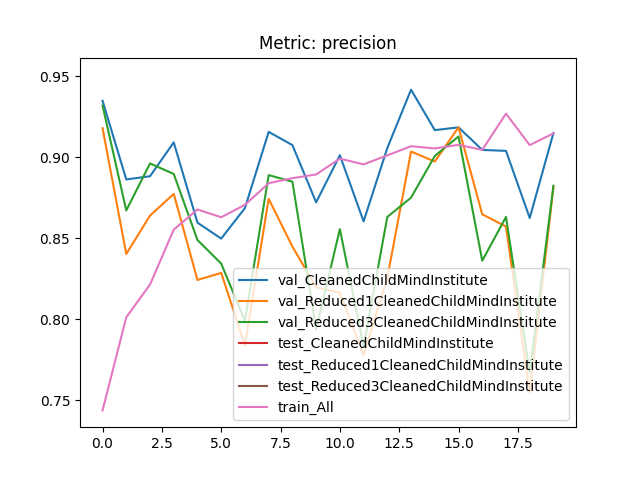 Metric: precision
0.95
0.90
0.85
0.80
0.75
val_CleanedChildMindInstitute
val_Reduced1CleanedChildMindInstitute
val_Reduced3CleanedChildMindInstitute
test_CleanedChildMindInstitute
test_Reduced1CleanedChildMindInstitute
test_Reduced3CleanedChildMindInstitute
train_All
0.0 2.5 5.0 7.5 10.0 12.5 15.0 17.5